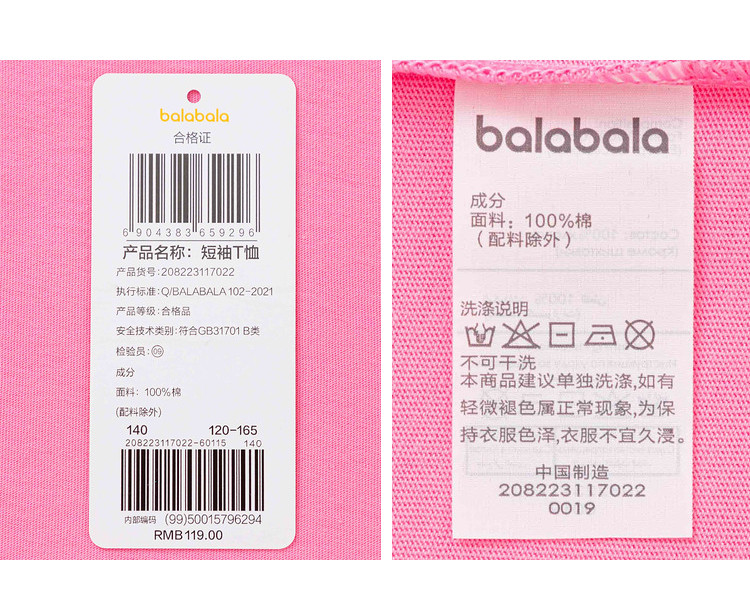 balabala
合格证
6904383659296
产品名称: 短袖T恤
产品货号:208223117022
执行标准:Q/BALABALA 102-2021
产品等级:合格品
安全技术类别:符合GB31701 B类
检验员:09
成分
面料: 100%棉
(配料除外)
140 120-165
208223117022-60115 140
内部编码 (99)50015796294
RMB119.00
balabala
成分
面料: 100%棉
(配料除外)
洗涤说明
不可干洗
本商品建议单独洗涤,如有
轻微褪色属正常现象,为保
持衣服色泽,衣服不宜久浸。
中国制造
208223117022
0019